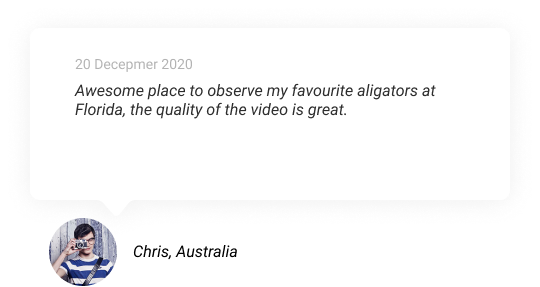 20 Decepmer 2020
Awesome place to observe my favourite aligators at
Florida, the quality of the video is great.
Chris, Australia